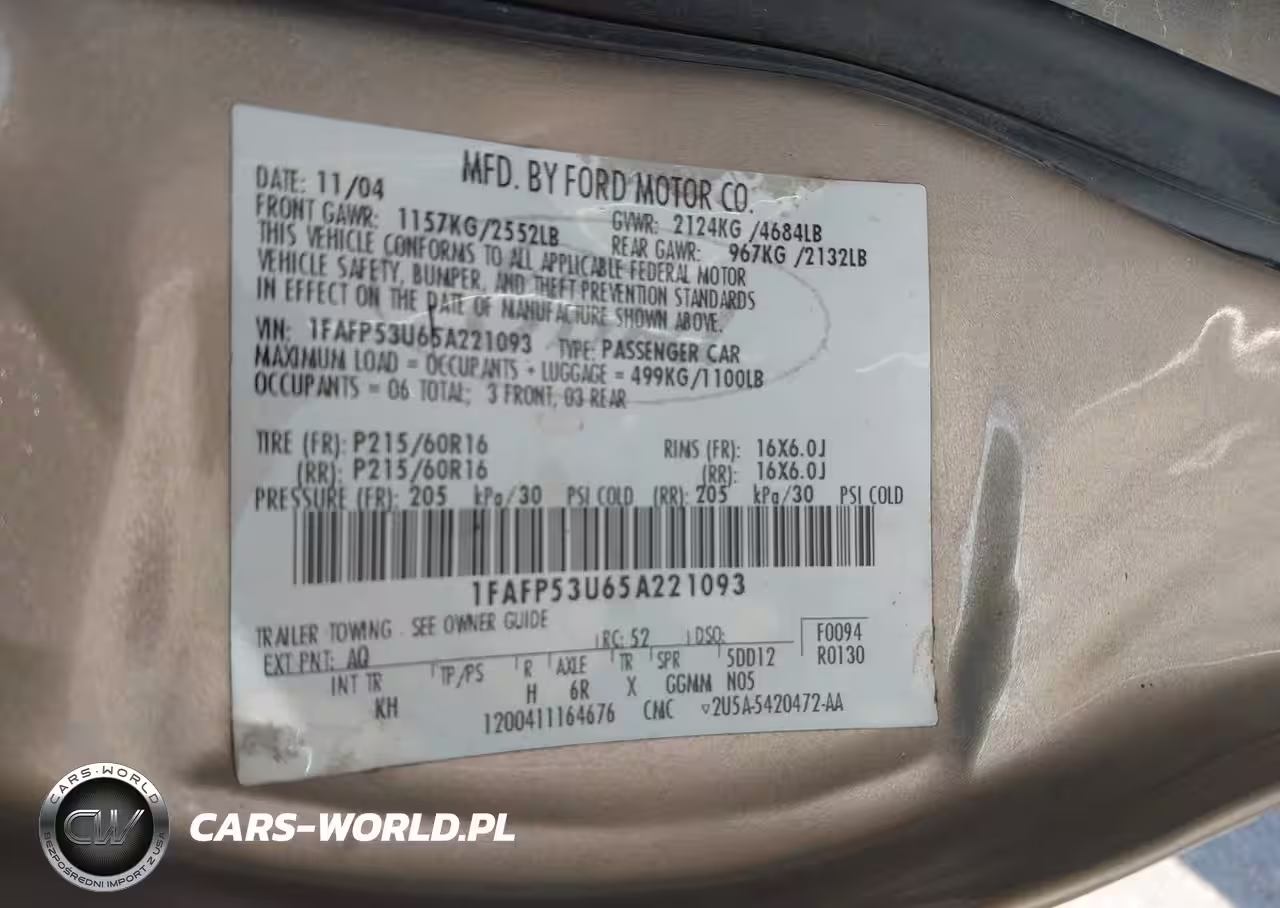 MFD. BY FORD MOTOR CO.
DATE: 11/04
GVWR: 2124KG /4684LB
FRONT GAWR: 1157KG/2552LB
REAR GAWR: 967KG /2132LB
THIS VEHICLE CONFORMS TO ALL APPLICABLE FEDERAL MOTOR
VEHICLE SAFETY, BUMPER, AND THEFT PREVENTION STANDARDS
IN EFFECT ON THE DATE OF MANUFACTURE SHOWN ABOVE.
VIN: 1FAFP53U65A221093 TYPE: PASSENGER CAR
MAXIMUM LOAD = OCCUPANTS + LUGGAGE = 499KG/1100LB
OCCUPANTS = 06 TOTAL; 3 FRONT, 03 REAR
TIRE (FR): P215/60R16 RIMS (FR): 16X6.0J
(RR): P215/60R16 (RR): 16X6.0J
PRESSURE (FR): 205 kPa/30 PSI COLD (RR): 205 kPa/30 PSI COLD
1FAFP53U65A221093
TRAILER TOWING - SEE OWNER GUIDE
RC: 52 DSO: F0094
EXT PNT: AQ R0130
INT TR TP/PS R AXLE TR SPR 5DD12
KH H 6R X GGMM N05
1200411164676 CMC ▽2U5A-5420472-AA
CARS-WORLD
CW
BEZPOŚREDNI IMPORT Z USA
CARS-WORLD.PL